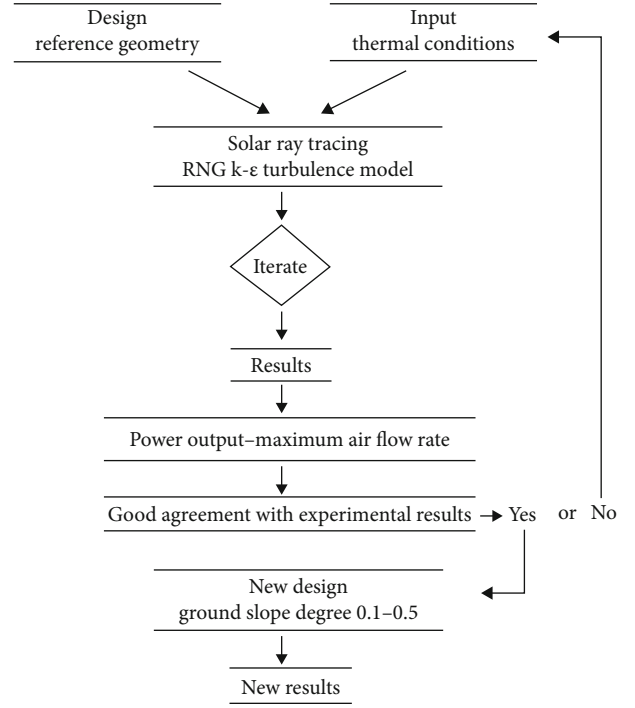 Design
reference geometry
Input
thermal conditions
Solar ray tracing
RNG k-ε turbulence model
Iterate
Results
Power output–maximum air flow rate
Good agreement with experimental results
Yes or No
New design
ground slope degree 0.1–0.5
New results